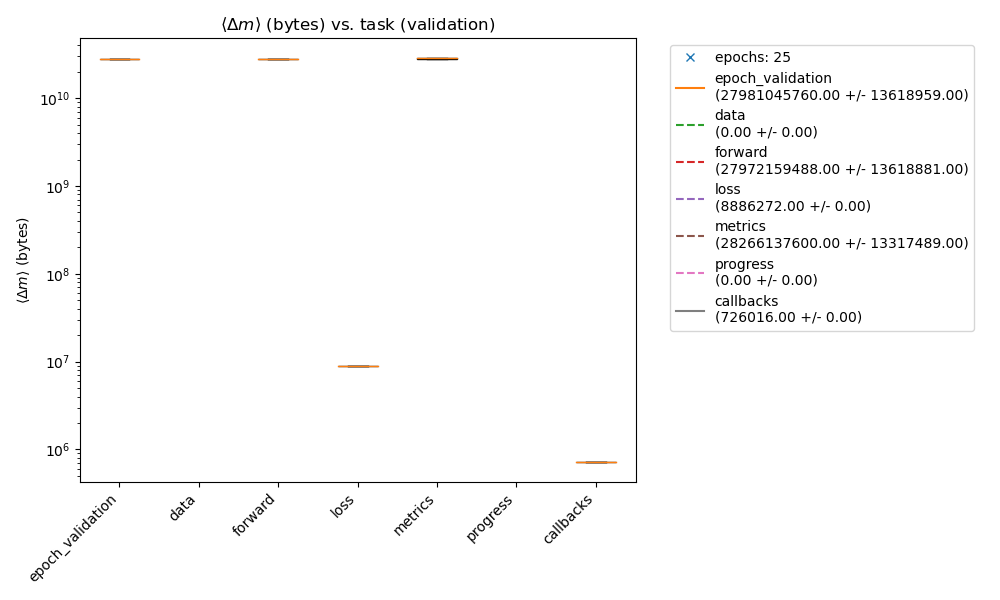 ⟨Δm⟩ (bytes) vs. task (validation)
⟨Δm⟩ (bytes)
10^10
10^9
10^8
10^7
10^6
epoch_validation
data
forward
loss
metrics
progress
callbacks
epochs: 25
epoch_validation
(27981045760.00 +/- 13618959.00)
data
(0.00 +/- 0.00)
forward
(27972159488.00 +/- 13618881.00)
loss
(8886272.00 +/- 0.00)
metrics
(28266137600.00 +/- 13317489.00)
progress
(0.00 +/- 0.00)
callbacks
(726016.00 +/- 0.00)